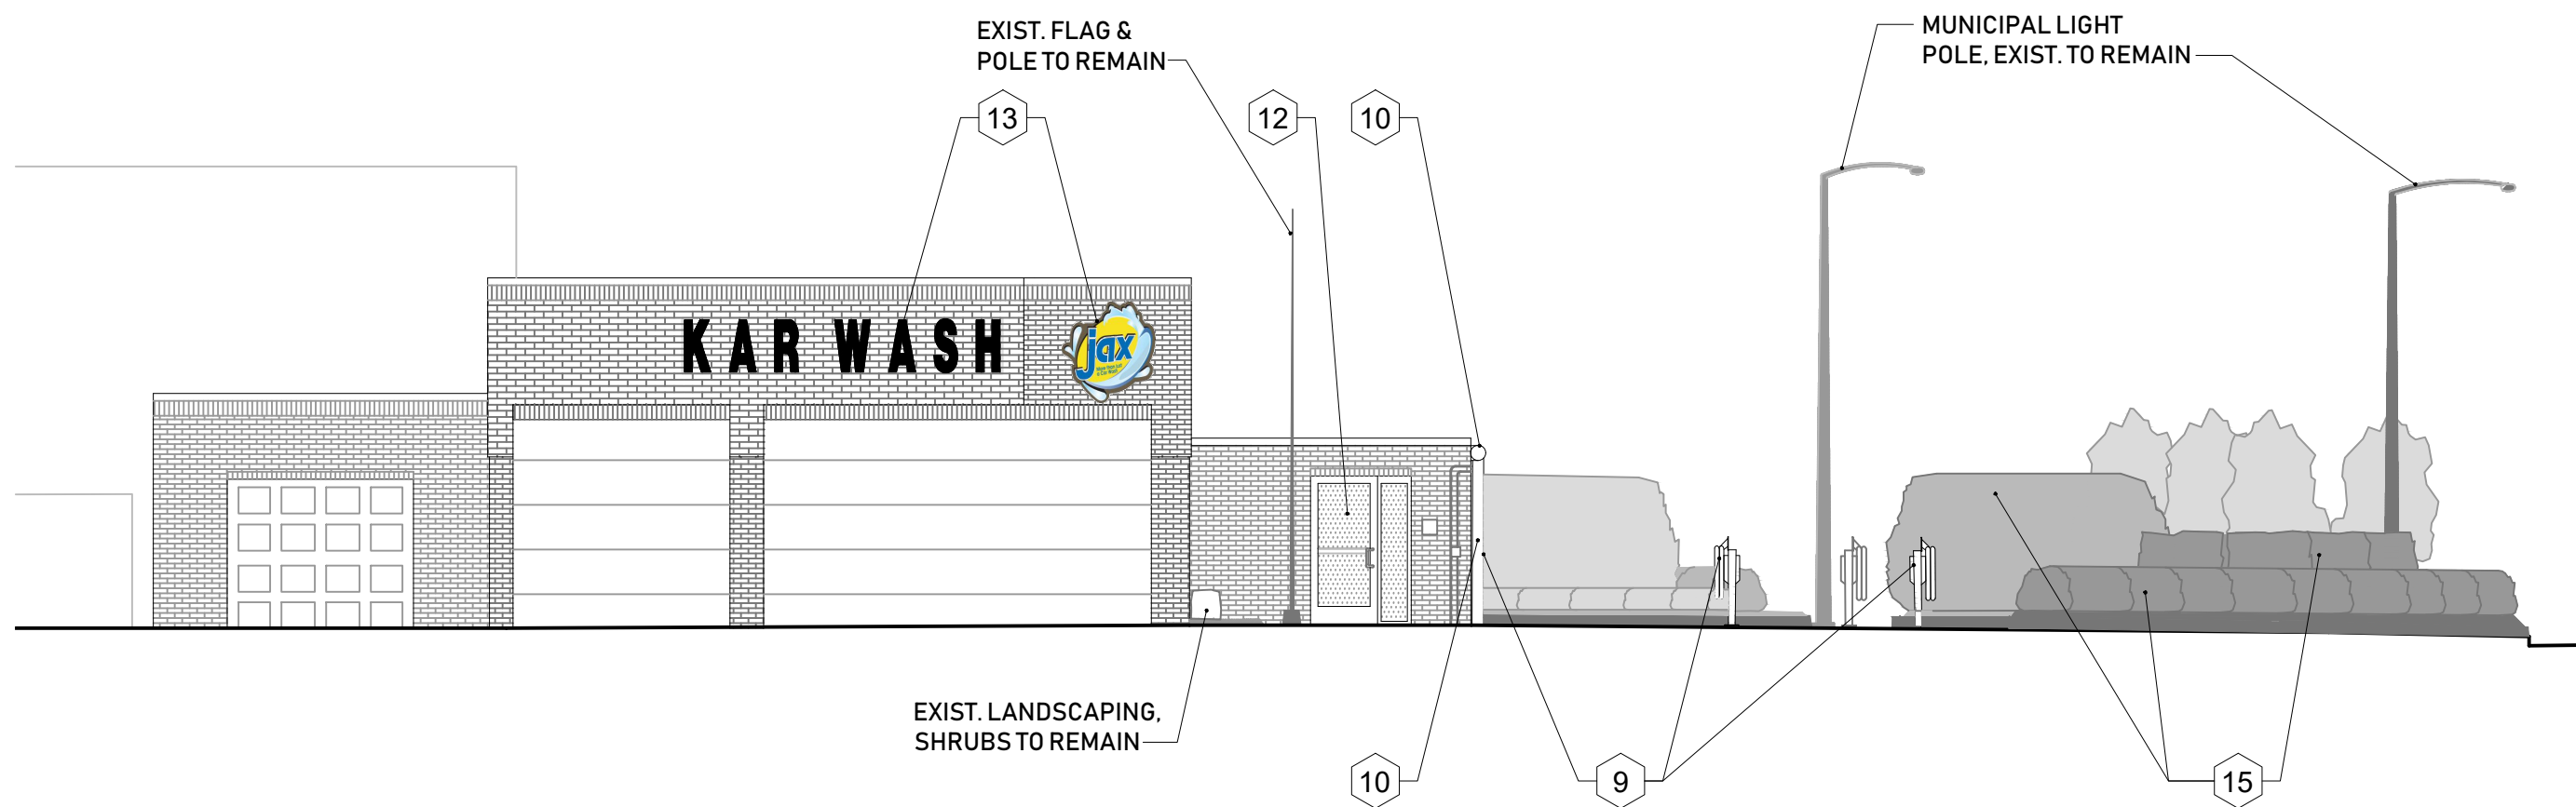 EXIST. FLAG &
POLE TO REMAIN
MUNICIPAL LIGHT
POLE, EXIST. TO REMAIN
13
12
10
KAR WASH
jax
EXIST. LANDSCAPING,
SHRUBS TO REMAIN
10
9
15